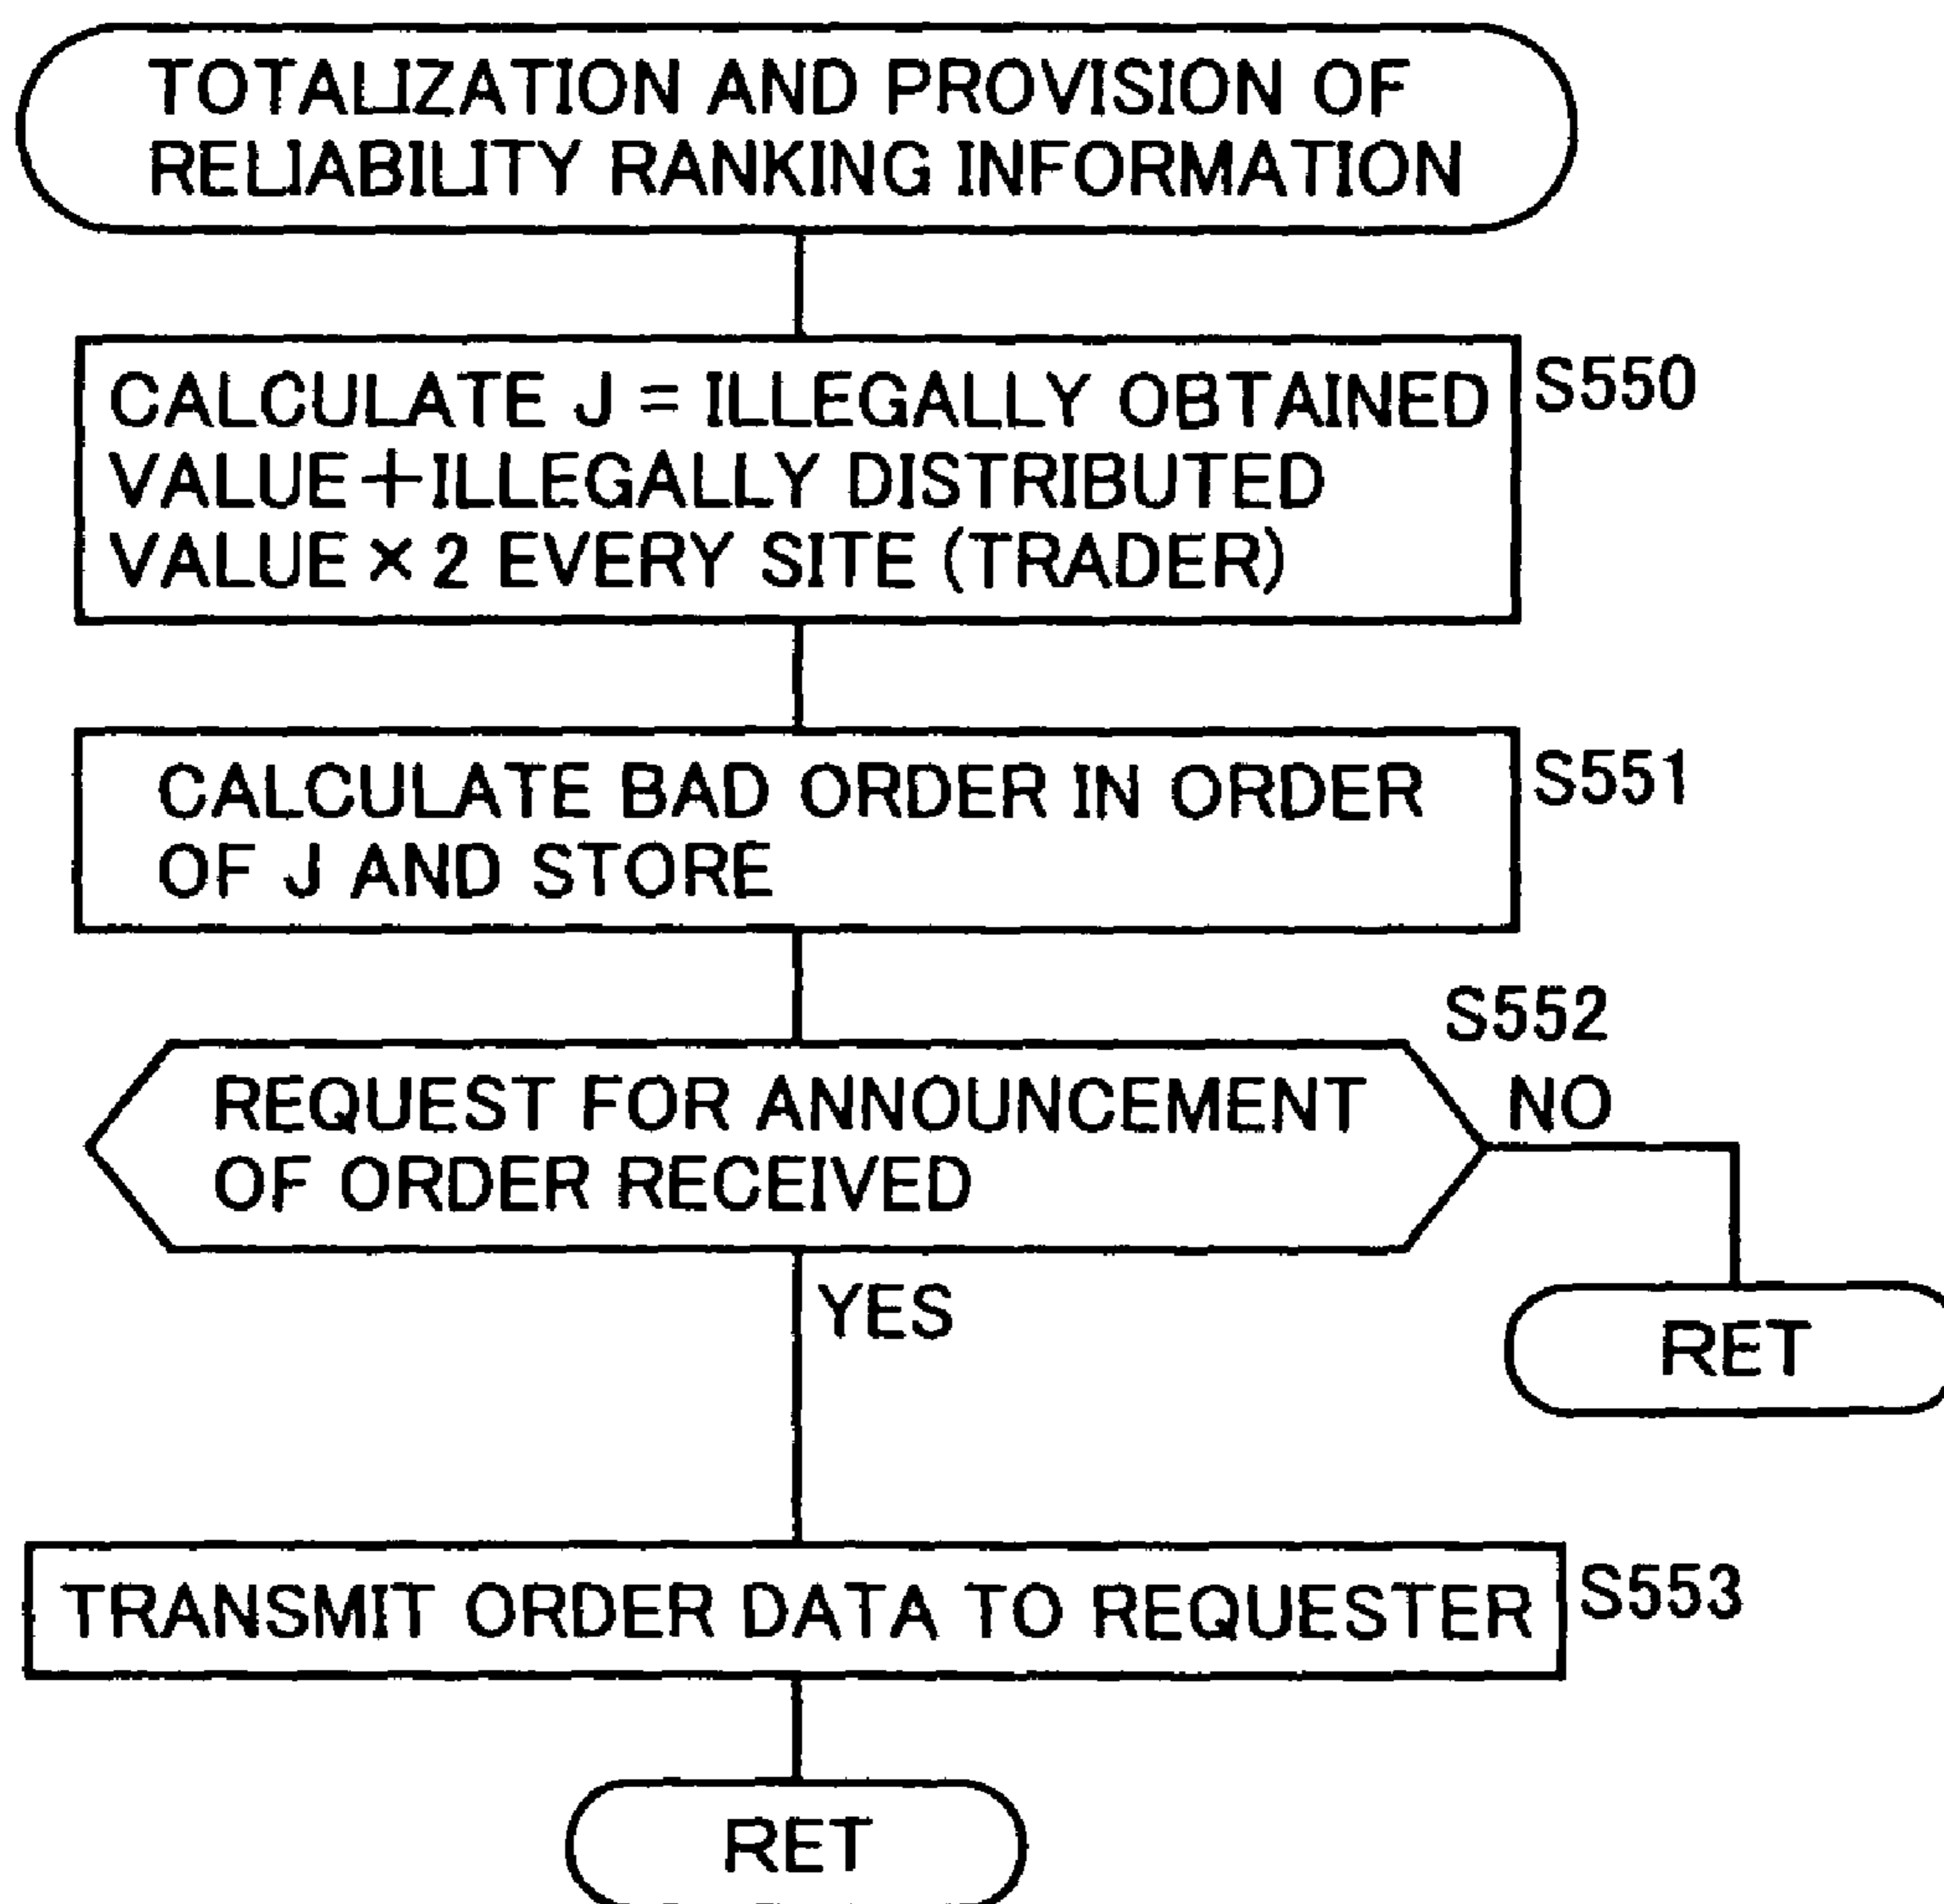 TOTALIZATION AND PROVISION OF
RELIABILITY RANKING INFORMATION
CALCULATE J = ILLEGALLY OBTAINED
VALUE+ILLEGALLY DISTRIBUTED
VALUE × 2 EVERY SITE (TRADER)
S550
CALCULATE BAD ORDER IN ORDER
OF J AND STORE
S551
S552
REQUEST FOR ANNOUNCEMENT
OF ORDER RECEIVED
NO
YES
RET
TRANSMIT ORDER DATA TO REQUESTER
S553
RET